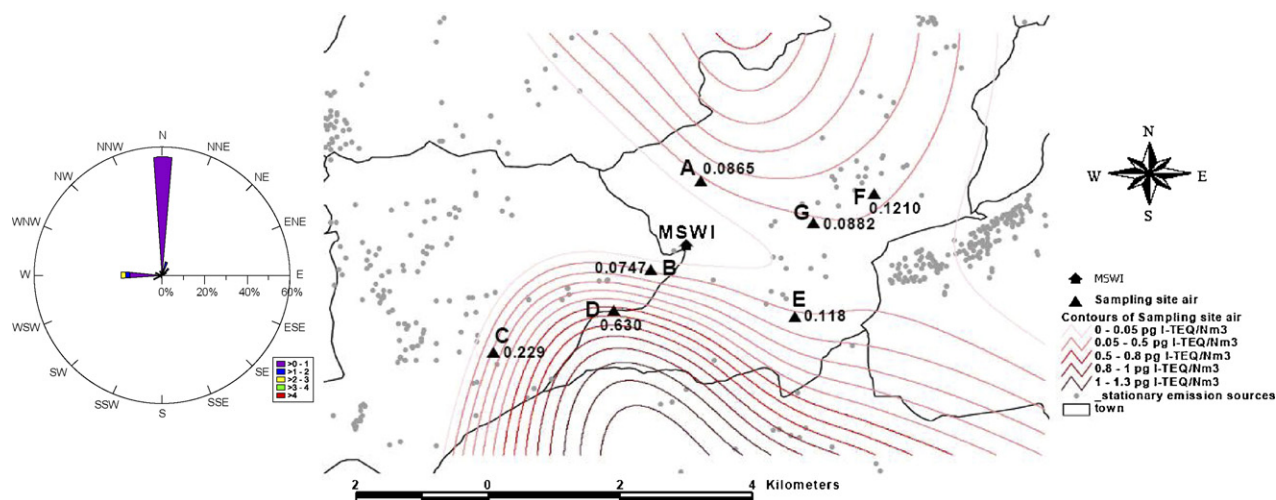 N
NNE
NE
ENE
E
ESE
SE
SSE
S
SSW
SW
WSW
W
WNW
NW
NNW
0%
20%
40%
60%
>0 - 1
>1 - 2
>2 - 3
>3 - 4
>4
A 0.0865
F
0.1210
G
0.0882
MSWI
0.0747 B
D
0.630
E
0.118
C
0.229
2 0 2 4 Kilometers
N
W E
S
MSWI
Sampling site air
Contours of Sampling site air
0 - 0.05 pg I-TEQ/Nm3
0.05 - 0.5 pg I-TEQ/Nm3
0.5 - 0.8 pg I-TEQ/Nm3
0.8 - 1 pg I-TEQ/Nm3
1 - 1.3 pg I-TEQ/Nm3
_stationary emission sources
town